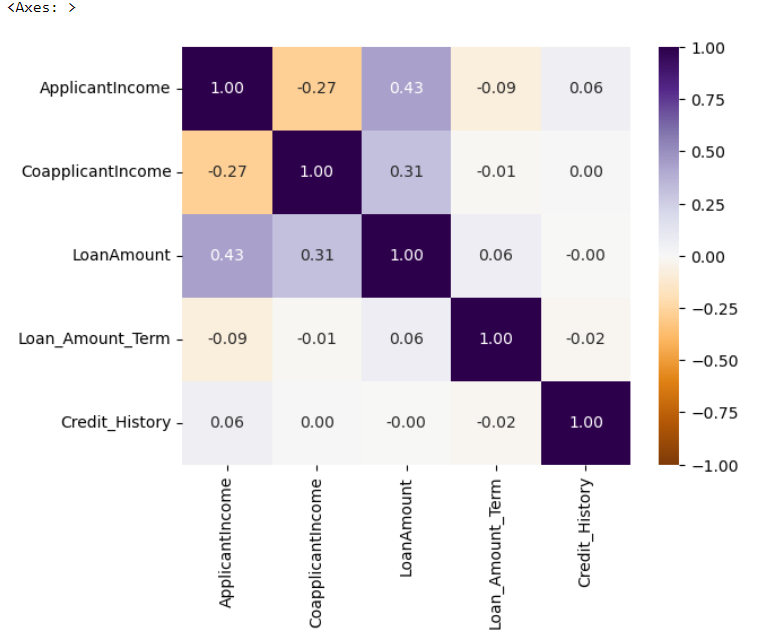 <Axes: >
ApplicantIncome 1.00 -0.27 0.43 -0.09 0.06
CoapplicantIncome -0.27 1.00 0.31 -0.01 0.00
LoanAmount 0.43 0.31 1.00 0.06 -0.00
Loan_Amount_Term -0.09 -0.01 0.06 1.00 -0.02
Credit_History 0.06 0.00 -0.00 -0.02 1.00
ApplicantIncome
CoapplicantIncome
LoanAmount
Loan_Amount_Term
Credit_History
1.00
0.75
0.50
0.25
0.00
−0.25
−0.50
−0.75
−1.00